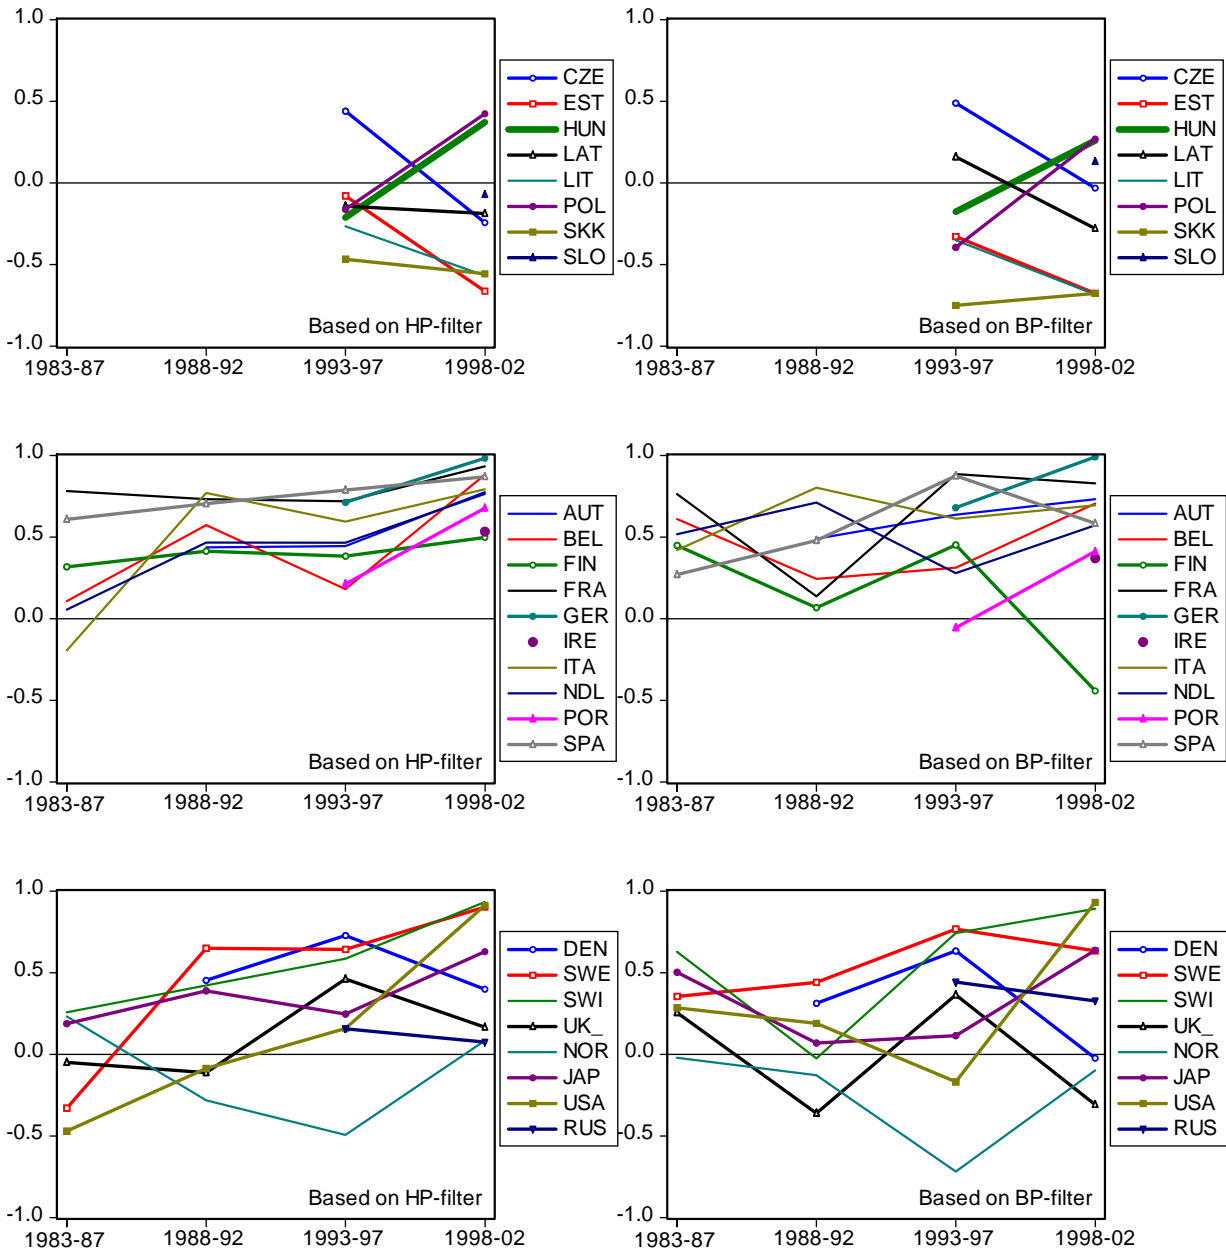 1.0
0.5
0.0
-0.5
-1.0
1983-87 1988-92 1993-97 1998-02
Based on HP-filter
CZE
EST
HUN
LAT
LIT
POL
SKK
SLO
1.0
0.5
0.0
-0.5
-1.0
1983-87 1988-92 1993-97 1998-02
Based on BP-filter
CZE
EST
HUN
LAT
LIT
POL
SKK
SLO
1.0
0.5
0.0
-0.5
-1.0
1983-87 1988-92 1993-97 1998-02
Based on HP-filter
AUT
BEL
FIN
FRA
GER
IRE
ITA
NDL
POR
SPA
1.0
0.5
0.0
-0.5
-1.0
1983-87 1988-92 1993-97 1998-02
Based on BP-filter
AUT
BEL
FIN
FRA
GER
IRE
ITA
NDL
POR
SPA
1.0
0.5
0.0
-0.5
-1.0
1983-87 1988-92 1993-97 1998-02
Based on HP-filter
DEN
SWE
SWI
UK_
NOR
JAP
USA
RUS
1.0
0.5
0.0
-0.5
-1.0
1983-87 1988-92 1993-97 1998-02
Based on BP-filter
DEN
SWE
SWI
UK_
NOR
JAP
USA
RUS